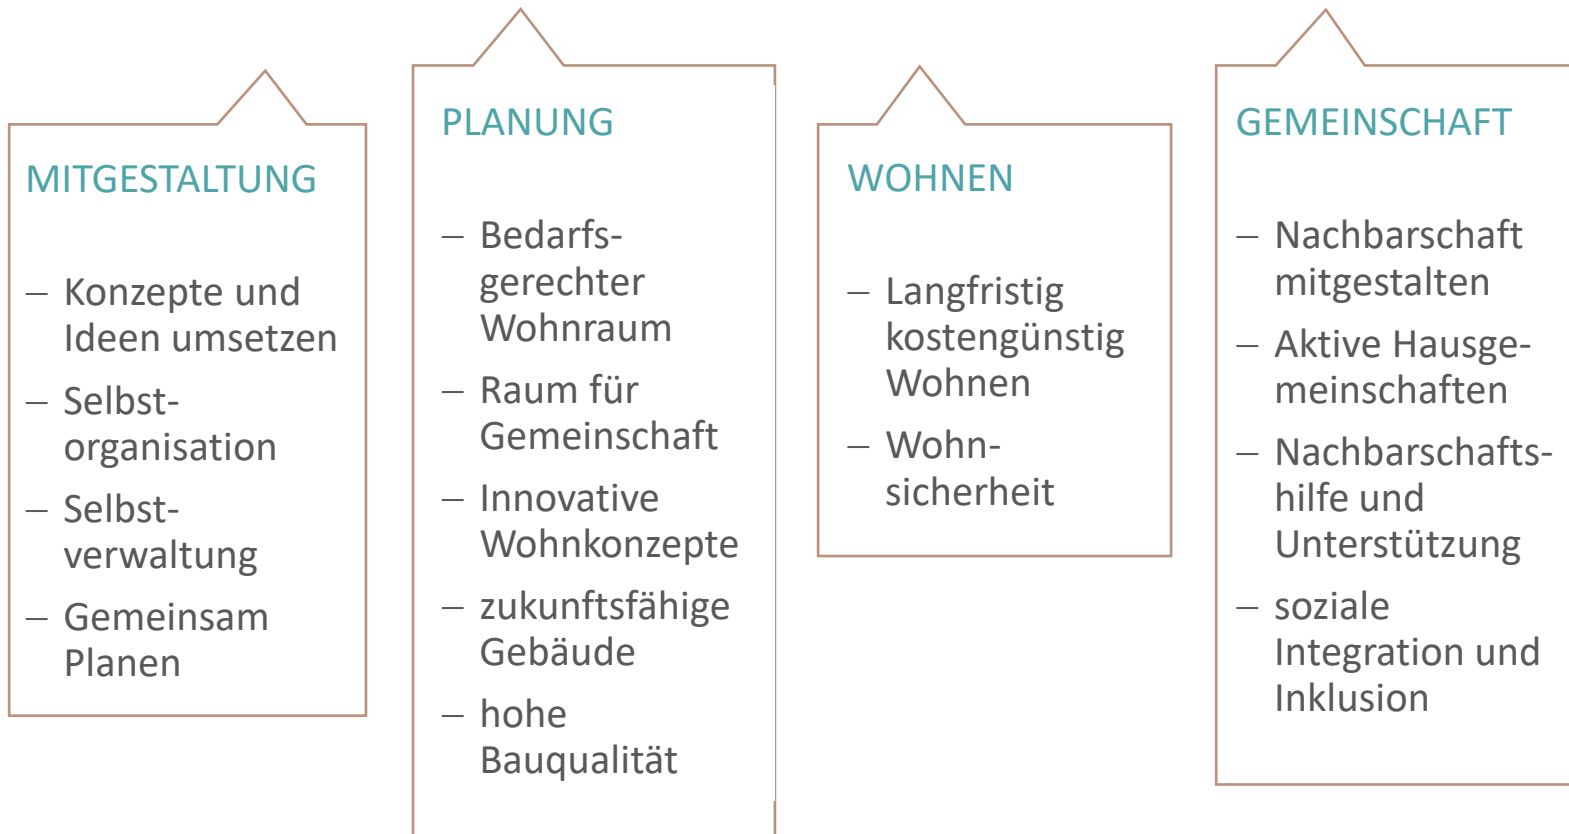 MITGESTALTUNG
– Konzepte und
Ideen umsetzen
– Selbst-
organisation
– Selbst-
verwaltung
– Gemeinsam
Planen
PLANUNG
– Bedarfs-
gerechter
Wohnraum
– Raum für
Gemeinschaft
– Innovative
Wohnkonzepte
– zukunftsfähige
Gebäude
– hohe
Bauqualität
WOHNEN
– Langfristig
kostengünstig
Wohnen
– Wohn-
sicherheit
GEMEINSCHAFT
– Nachbarschaft
mitgestalten
– Aktive Hausge-
meinschaften
– Nachbarschafts-
hilfe und
Unterstützung
– soziale
Integration und
Inklusion